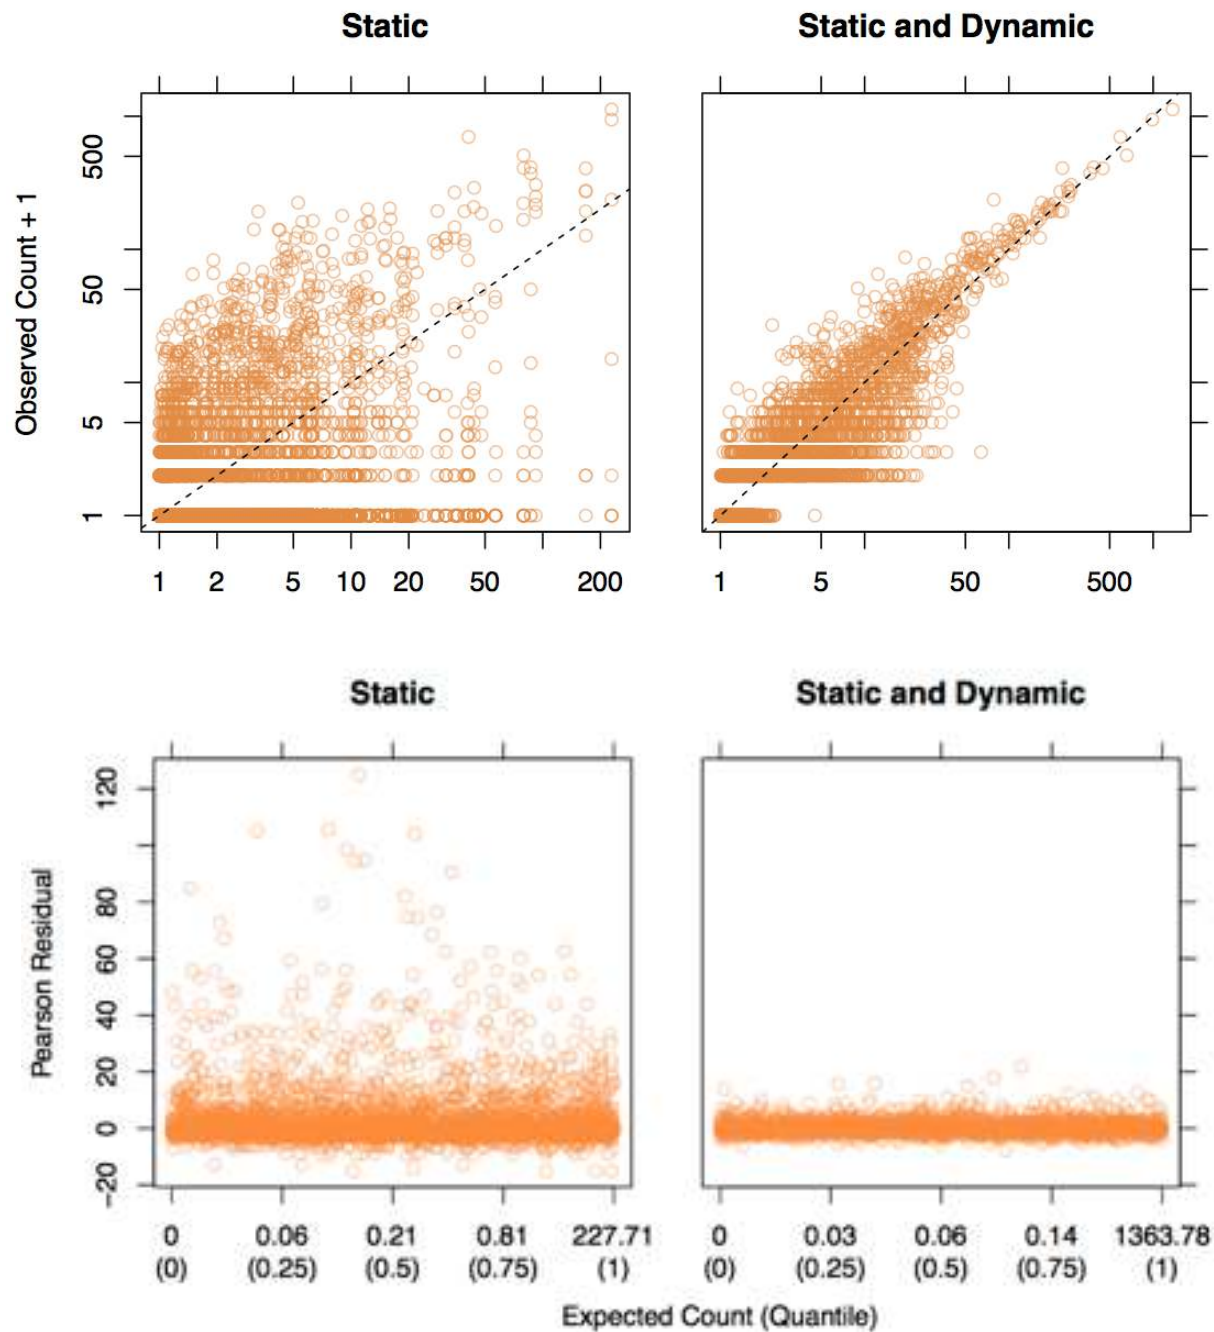 Static
Static and Dynamic
Observed Count + 1
500
50
5
1
1 2 5 10 20 50 200
1 5 50 500
Static
Static and Dynamic
Pearson Residual
120
80
60
40
20
0
−20
0 0.06 0.21 0.81 227.71
(0) (0.25) (0.5) (0.75) (1)
0 0.03 0.06 0.14 1363.78
(0) (0.25) (0.5) (0.75) (1)
Expected Count (Quantile)